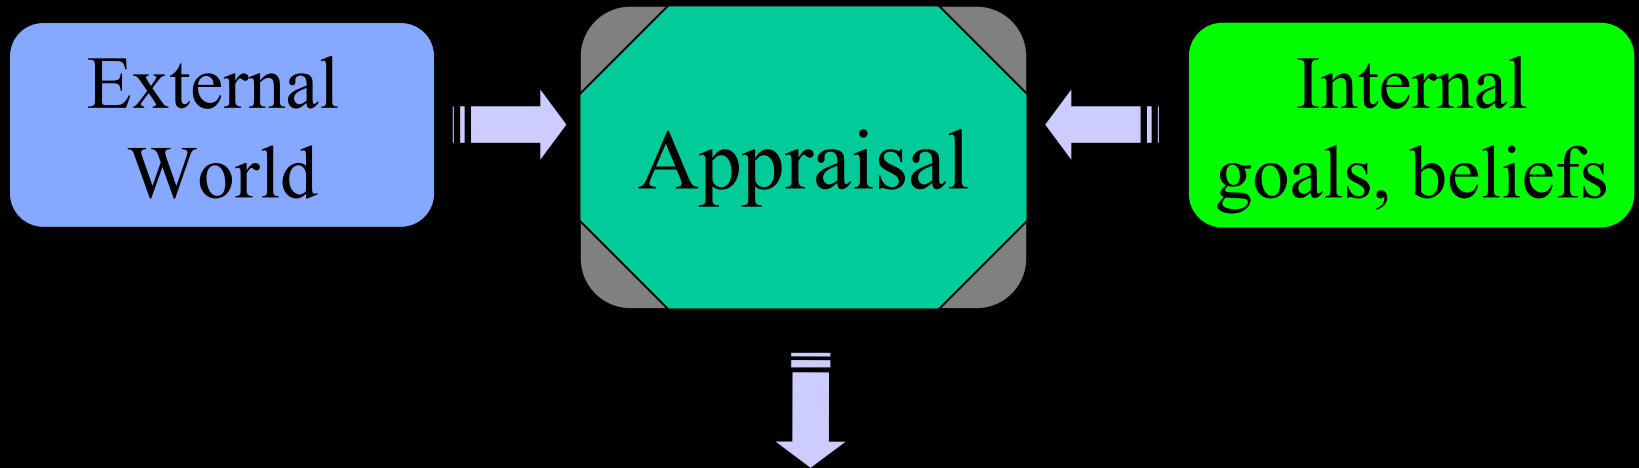 External
World
Appraisal
Internal
goals, beliefs